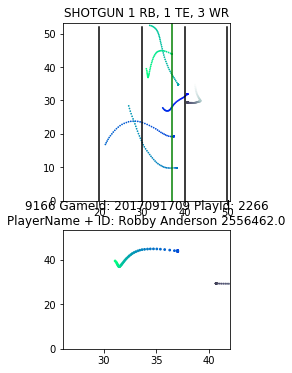 SHOTGUN 1 RB, 1 TE, 3 WR
50
40
30
20
10
0
20 30 40 50
9166 GameId: 2017091709 PlayId: 2266
PlayerName + ID: Robby Anderson 2556462.0
40
20
0
30 35 40